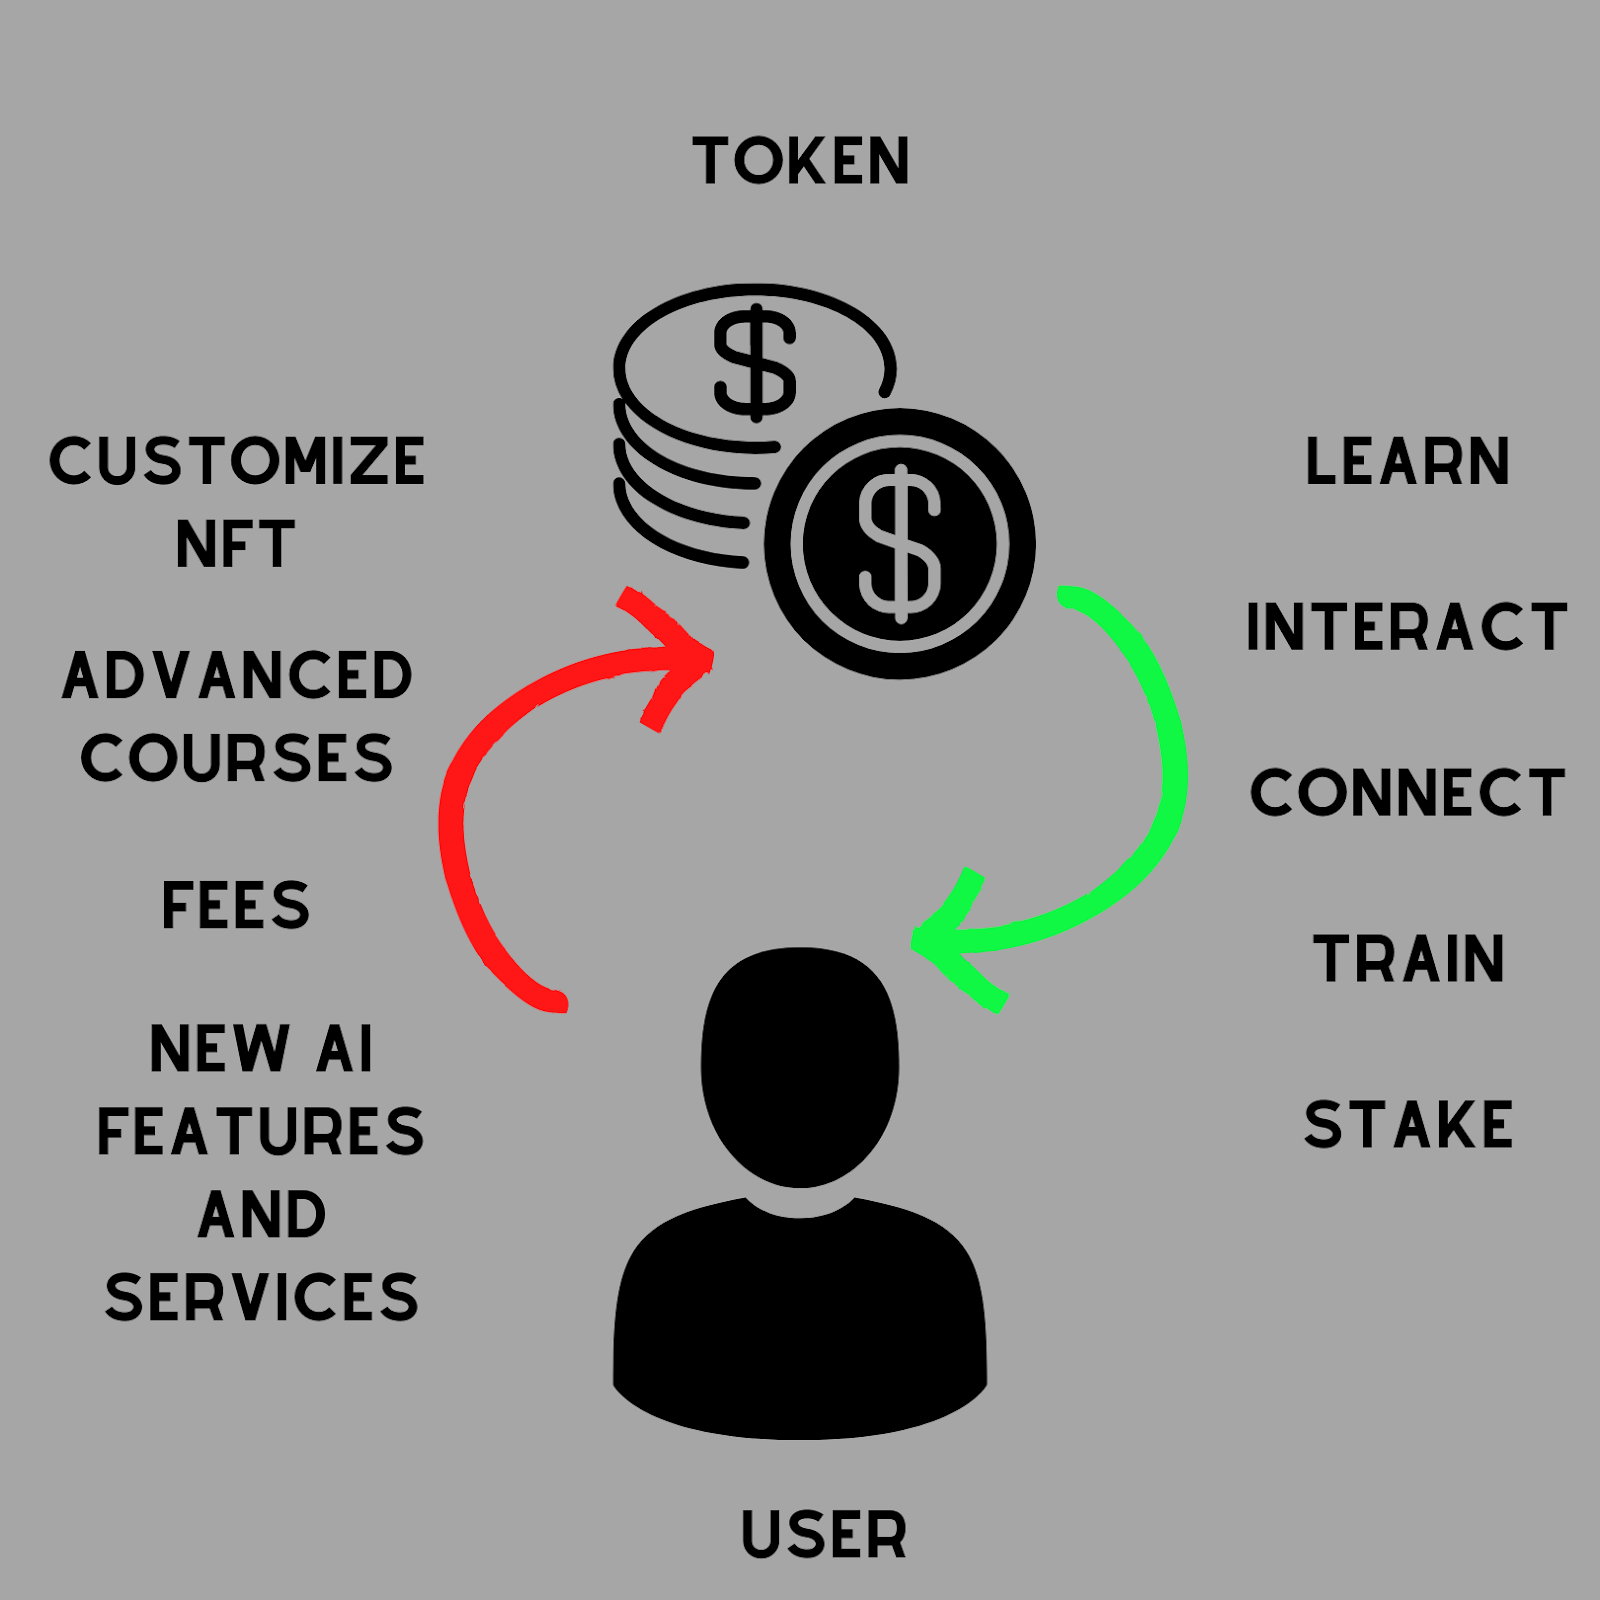 TOKEN
CUSTOMIZE
NFT
ADVANCED
COURSES
FEES
NEW AI
FEATURES
AND
SERVICES
$
$
LEARN
INTERACT
CONNECT
TRAIN
STAKE
USER